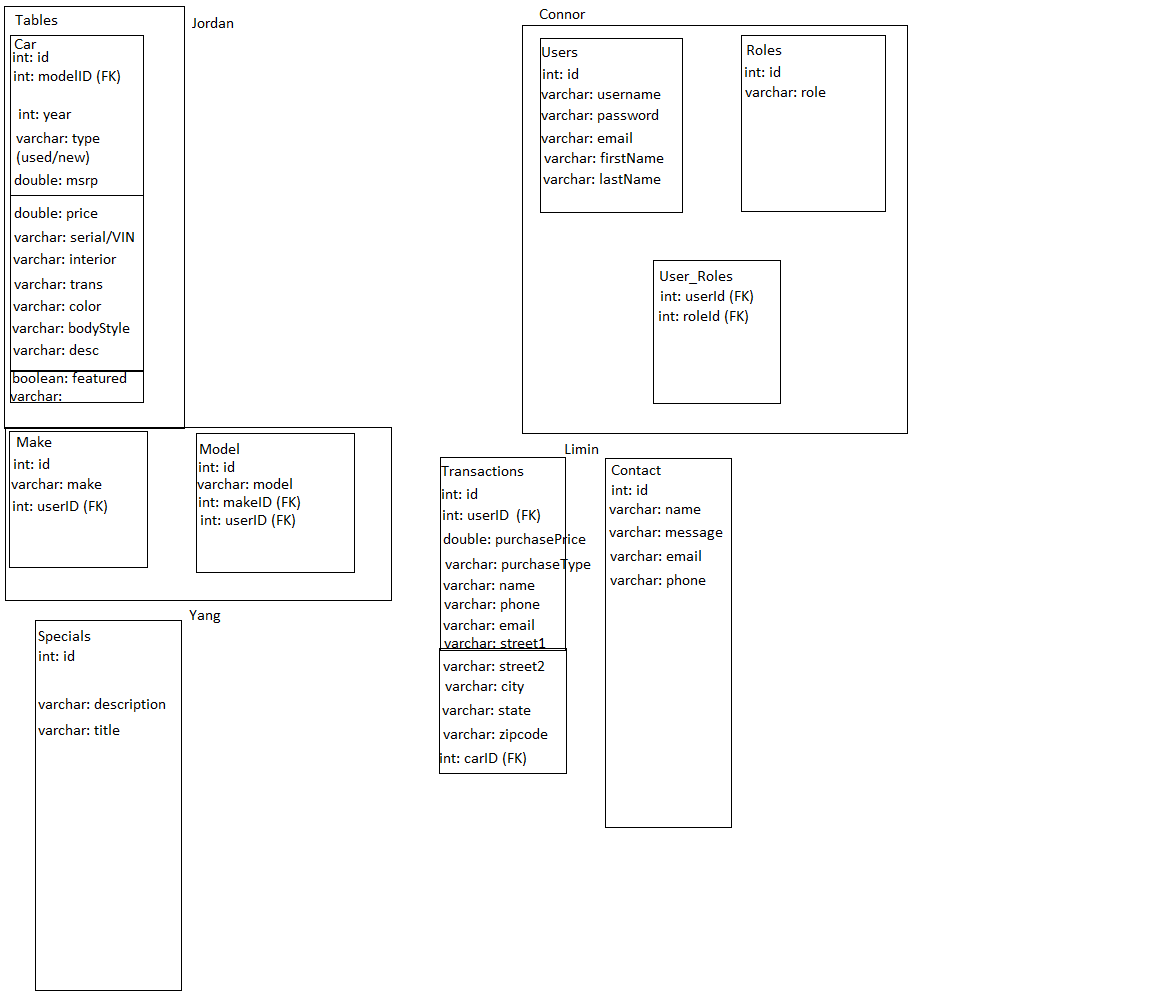 Tables
Jordan
Car
int: id
int: modelID (FK)
int: year
varchar: type
(used/new)
double: msrp
double: price
varchar: serial/VIN
varchar: interior
varchar: trans
varchar: color
varchar: bodyStyle
varchar: desc
boolean: featured
varchar:
Connor
Users
int: id
varchar: username
varchar: password
varchar: email
varchar: firstName
varchar: lastName
Roles
int: id
varchar: role
User_Roles
int: userId (FK)
int: roleId (FK)
Make
int: id
varchar: make
int: userID (FK)
Model
int: id
varchar: model
int: makeID (FK)
int: userID (FK)
Yang
Specials
int: id
varchar: description
varchar: title
Limin
Transactions
int: id
int: userID (FK)
double: purchasePrice
varchar: purchaseType
varchar: name
varchar: phone
varchar: email
varchar: street1
varchar: street2
varchar: city
varchar: state
varchar: zipcode
int: carID (FK)
Contact
int: id
varchar: name
varchar: message
varchar: email
varchar: phone